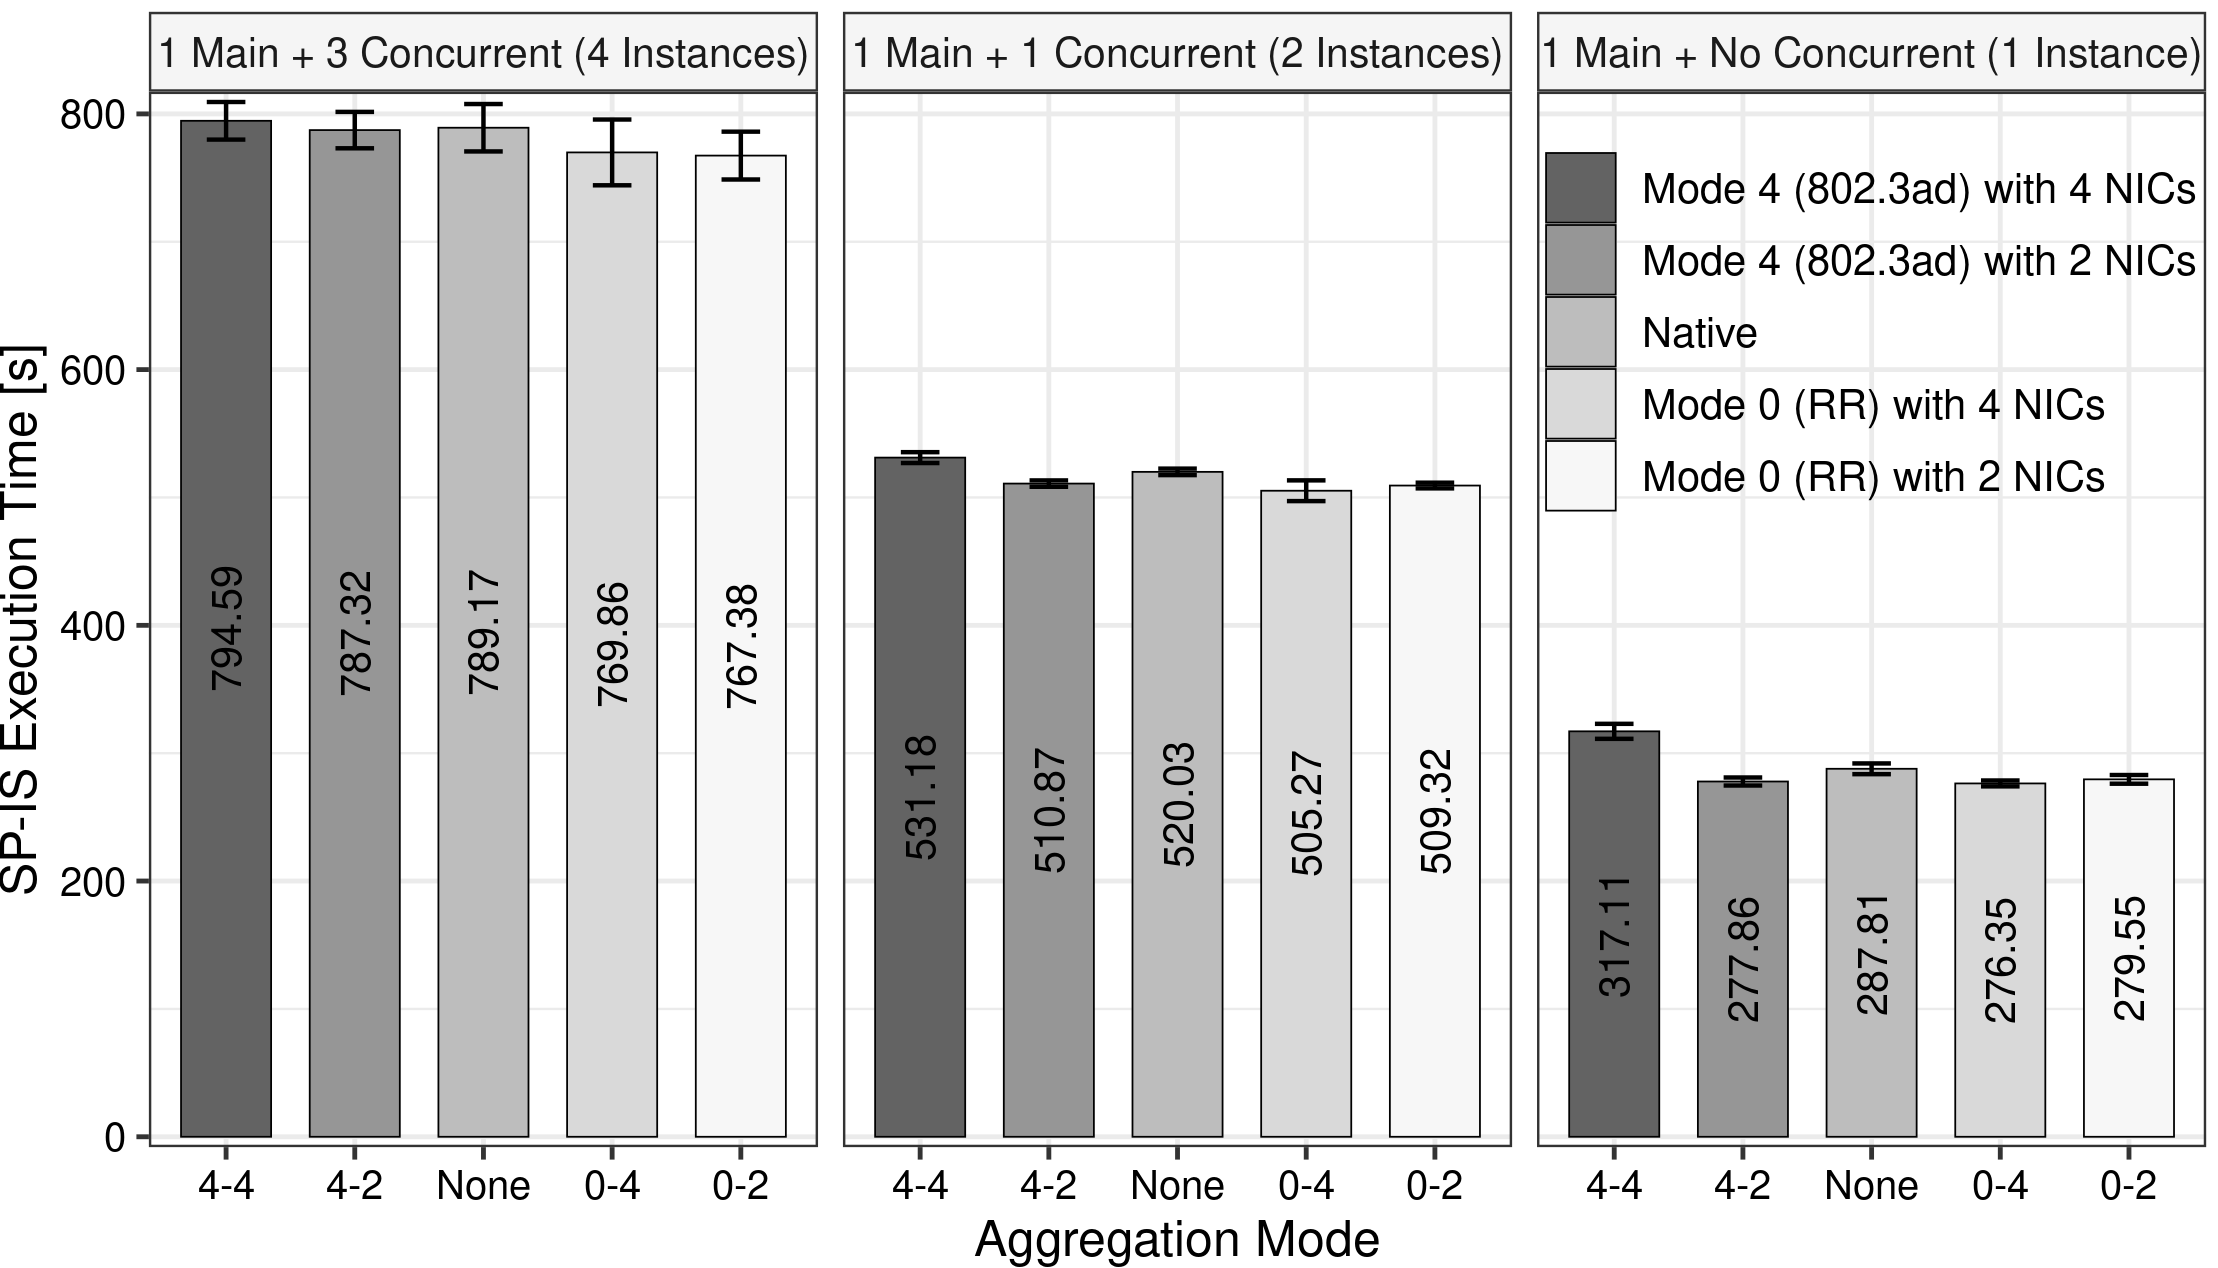 1 Main + 3 Concurrent (4 Instances)
1 Main + 1 Concurrent (2 Instances)
1 Main + No Concurrent (1 Instance)
SP-IS Execution Time [s]
800
600
400
200
0
794.59
787.32
789.17
769.86
767.38
531.18
510.87
520.03
505.27
509.32
317.11
277.86
287.81
276.35
279.55
Mode 4 (802.3ad) with 4 NICs
Mode 4 (802.3ad) with 2 NICs
Native
Mode 0 (RR) with 4 NICs
Mode 0 (RR) with 2 NICs
4-4 4-2 None 0-4 0-2
4-4 4-2 None 0-4 0-2
4-4 4-2 None 0-4 0-2
Aggregation Mode